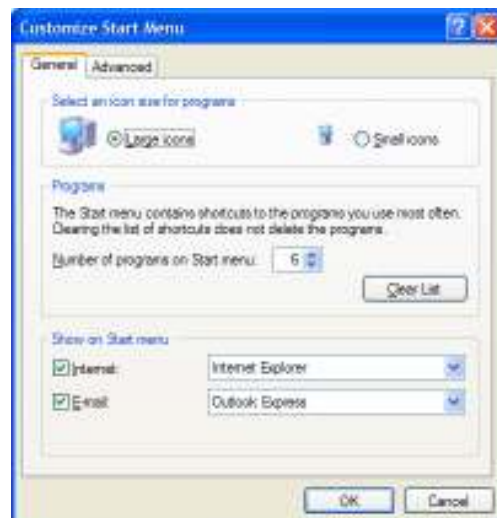 Customize Start Menu
General Advanced
Select an icon size for programs
Large icons Small icons
Programs
The Start menu contains shortcuts to the programs you use most often.
Clearing the list of shortcuts does not delete the programs.
Number of programs on Start menu: 6
Clear List
Show on Start menu
Internet: Internet Explorer
E-mail: Outlook Express
OK Cancel